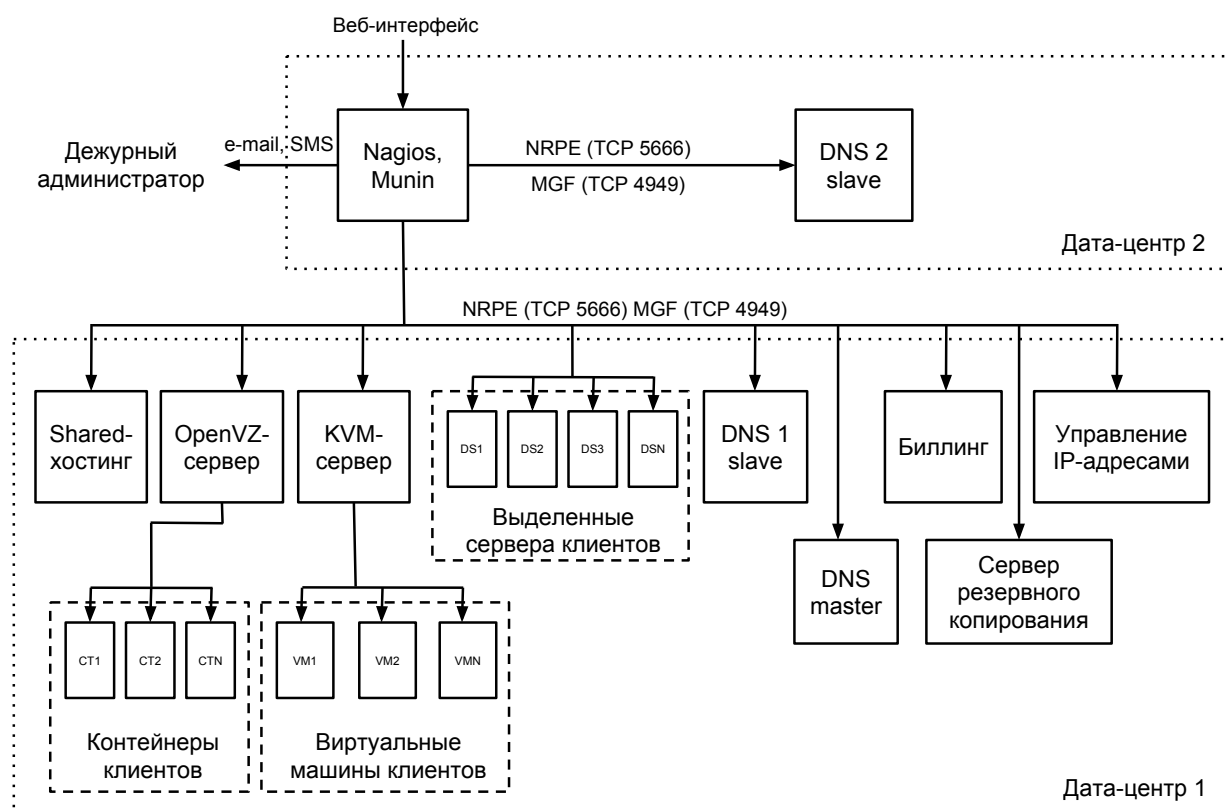 Веб-интерфейс
Дежурный
администратор
e-mail, SMS
Nagios,
Munin
NRPE (TCP 5666)
MGF (TCP 4949)
DNS 2
slave
Дата-центр 2
NRPE (TCP 5666) MGF (TCP 4949)
Shared-
хостинг
OpenVZ-
сервер
KVM-
сервер
DS1
DS2
DS3
DSN
Выделенные
сервера клиентов
DNS 1
slave
Биллинг
Управление
IP-адресами
DNS
master
Сервер
резервного
копирования
CT1
CT2
CTN
Контейнеры
клиентов
VM1
VM2
VMN
Виртуальные
машины клиентов
Дата-центр 1